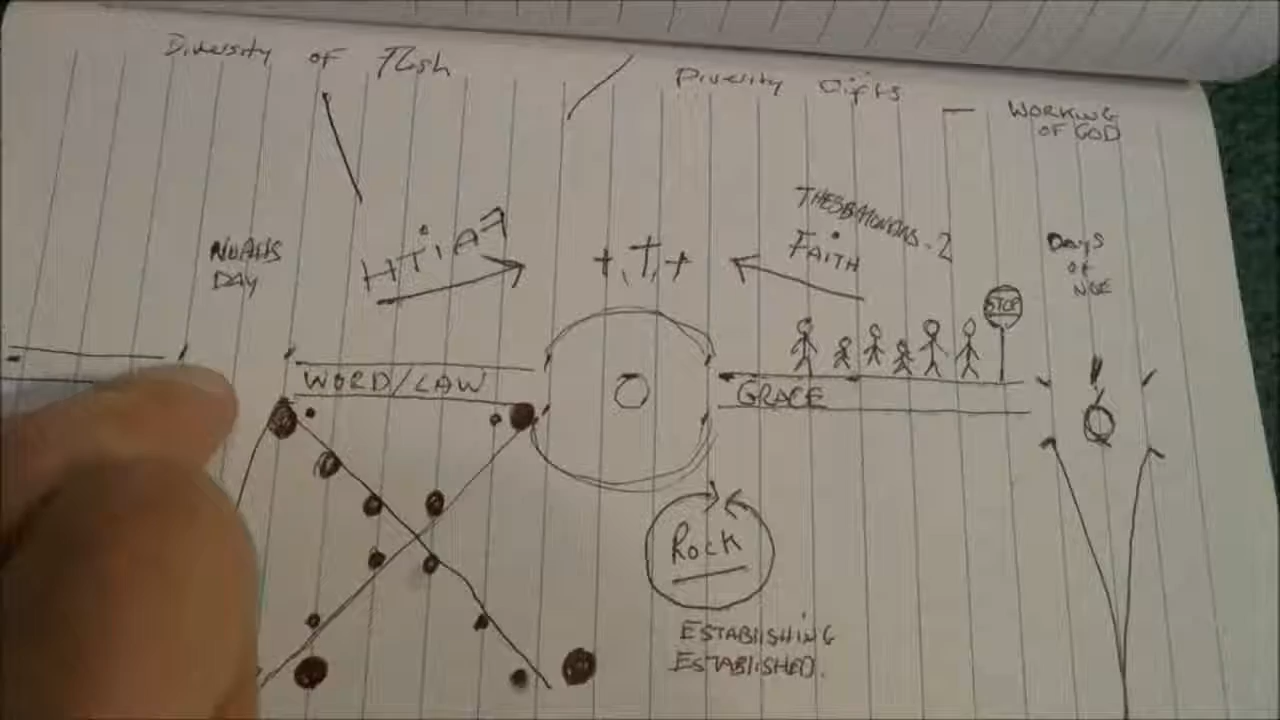 Diversity of Flesh
Diversity Gifts
WORKING
OF GOD
THESSALONIANS - 2
FAITH
HTiAF
NOAHS
DAY
Days
of
NOE
+, T, +
STOP
WORD/LAW
GRACE
Rock
ESTABLISHING
ESTABLISHED.